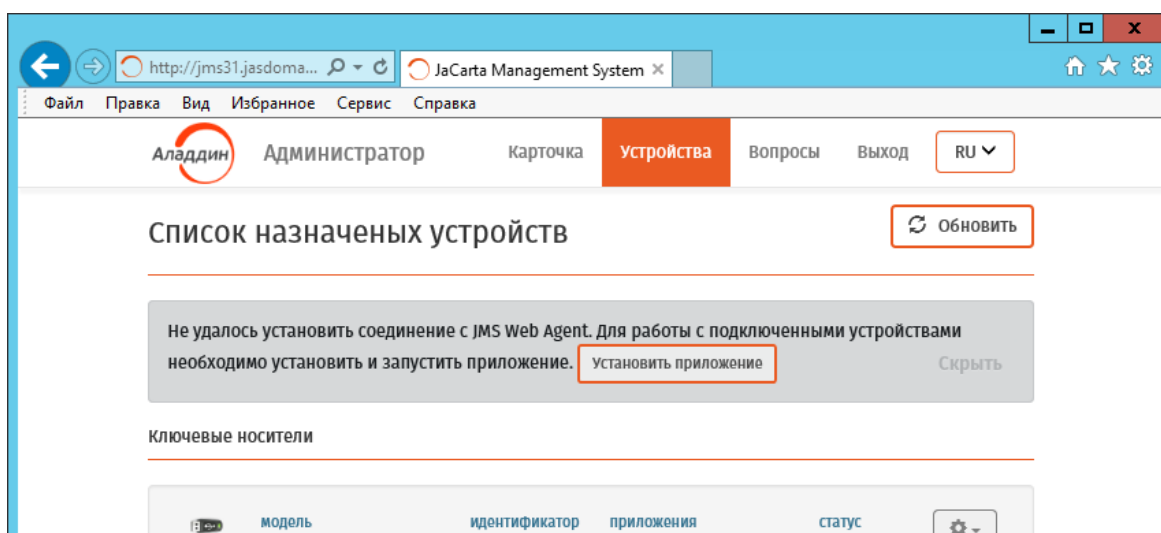 http://jms31.jasdoma...
JaCarta Management System
Файл Правка Вид Избранное Сервис Справка
Аладдин Администратор Карточка Устройства Вопросы Выход RU
Список назначеных устройств Обновить
Не удалось установить соединение с JMS Web Agent. Для работы с подключенными устройствами
необходимо установить и запустить приложение. Установить приложение Скрыть
Ключевые носители
модель идентификатор приложения статус